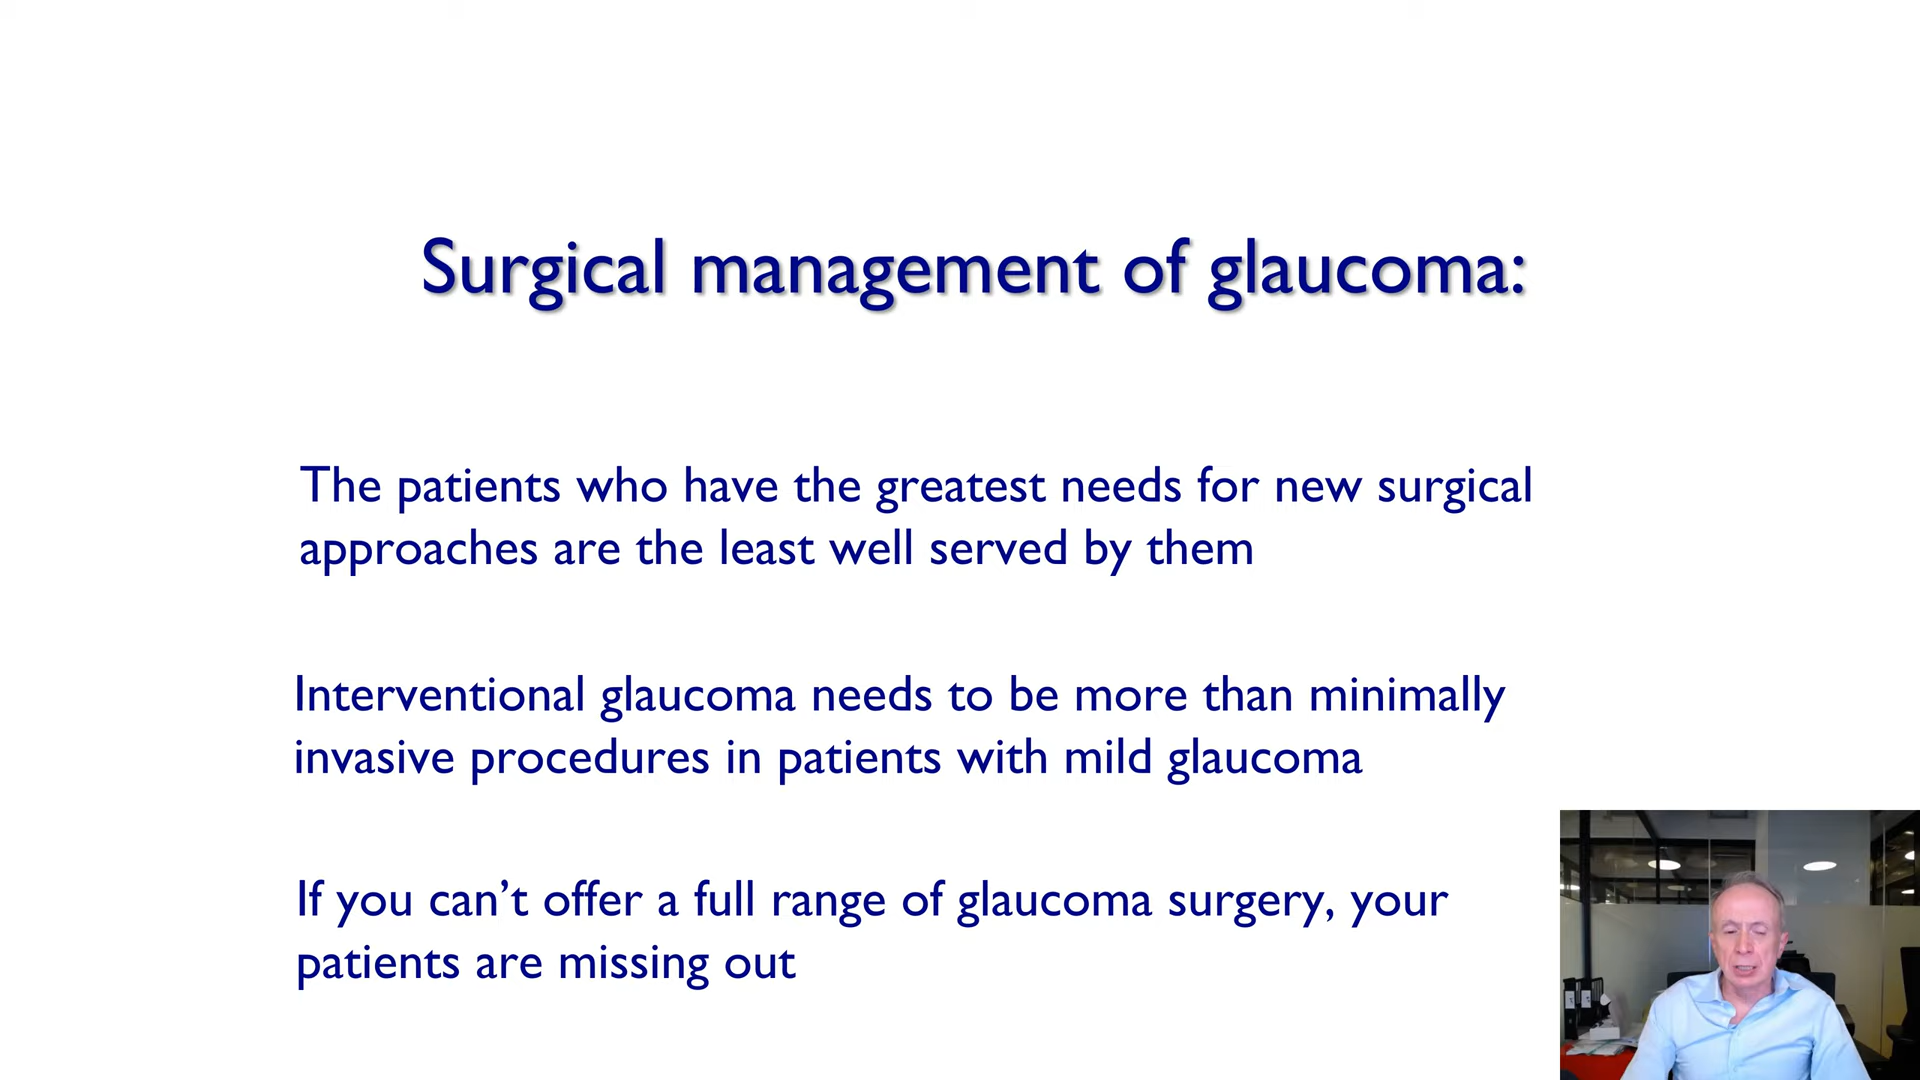 Surgical management of glaucoma:
The patients who have the greatest needs for new surgical
approaches are the least well served by them
Interventional glaucoma needs to be more than minimally
invasive procedures in patients with mild glaucoma
If you can’t offer a full range of glaucoma surgery, your
patients are missing out